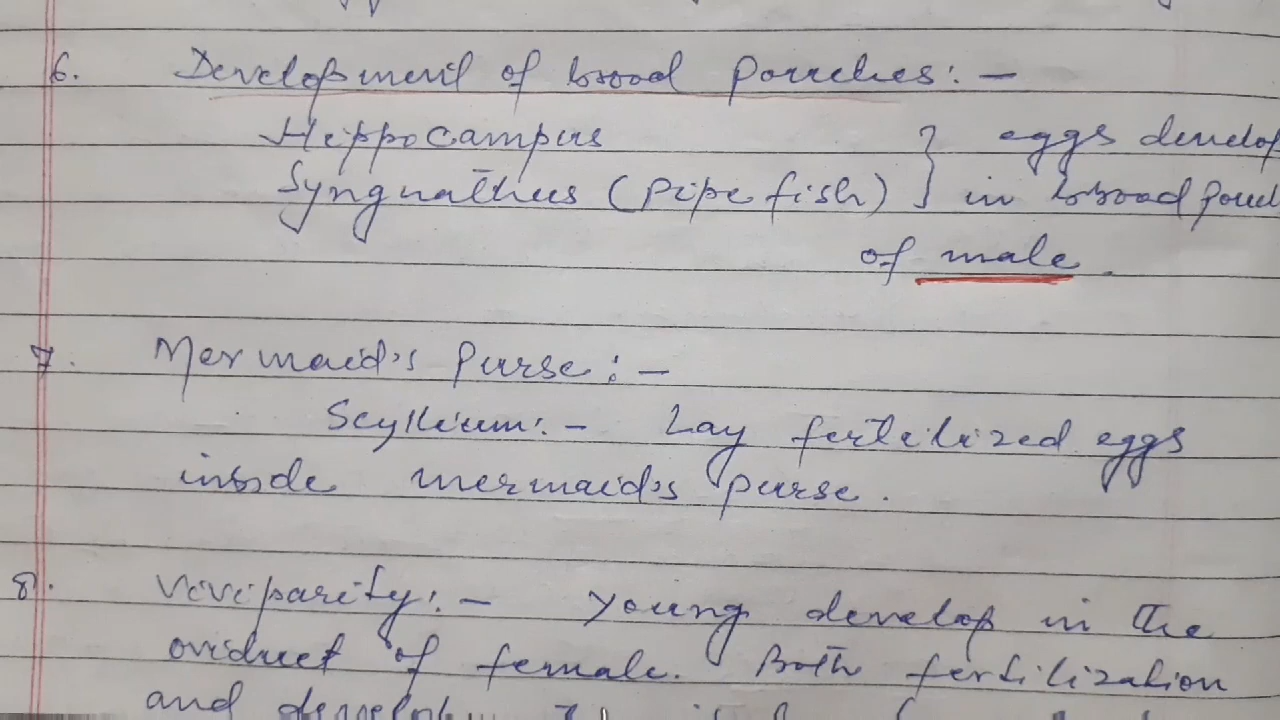 6. Development of brood Pouches: -
Hippocampus } eggs develop
Syngnathus (Pipe fish) } in brood Pouch
of male.
7. Mermaid's Purse: -
Scyllium: - Lay fertilized eggs
inside mermaid's purse.
8. Viviparity: - Young develop in the
oviduct of female. Both fertilization
and